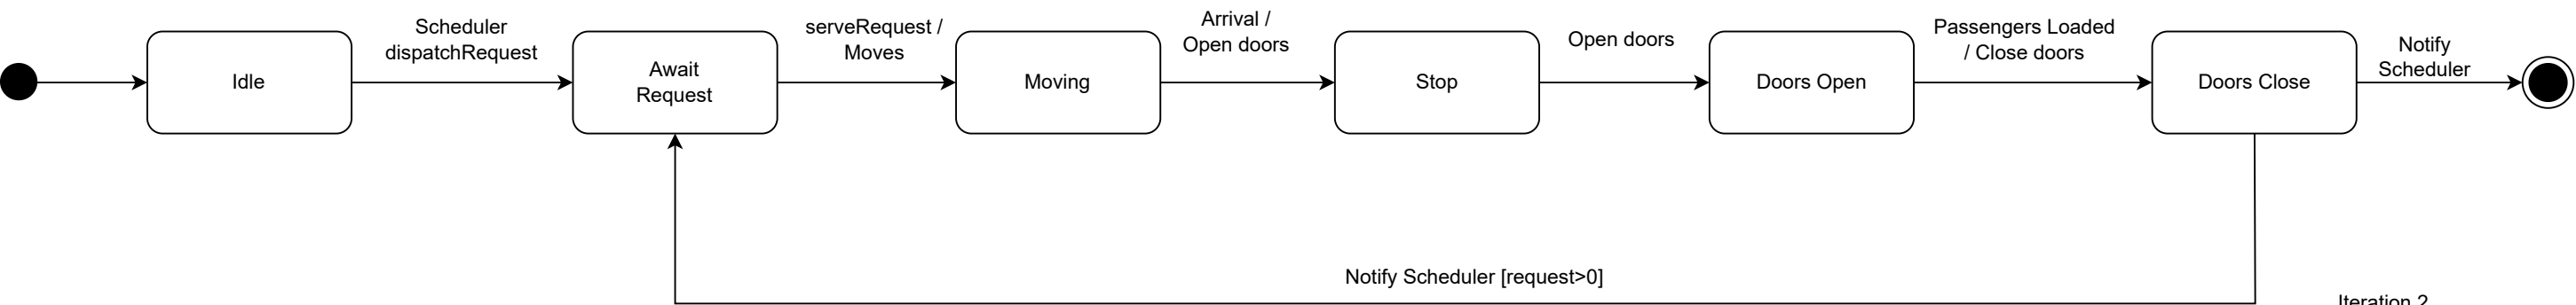 Scheduler
dispatchRequest
serveRequest /
Moves
Arrival /
Open doors
Open doors
Passengers Loaded
/ Close doors
Notify
Scheduler
Idle
Await
Request
Moving
Stop
Doors Open
Doors Close
Notify Scheduler [request>0]
Iteration 2